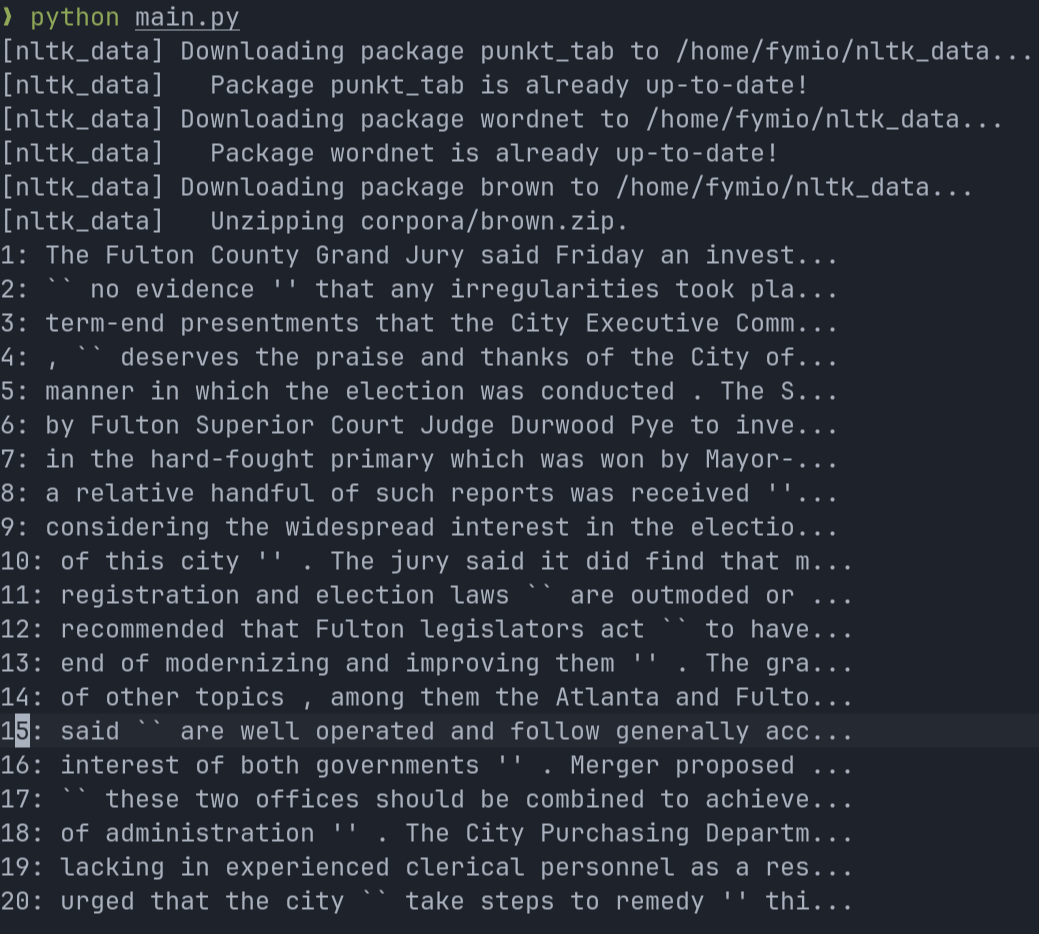 ❱ python main.py
[nltk_data] Downloading package punkt_tab to /home/fymio/nltk_data...
[nltk_data]   Package punkt_tab is already up-to-date!
[nltk_data] Downloading package wordnet to /home/fymio/nltk_data...
[nltk_data]   Package wordnet is already up-to-date!
[nltk_data] Downloading package brown to /home/fymio/nltk_data...
[nltk_data]   Unzipping corpora/brown.zip.
1: The Fulton County Grand Jury said Friday an invest...
2: `` no evidence '' that any irregularities took pla...
3: term-end presentments that the City Executive Comm...
4: , `` deserves the praise and thanks of the City of...
5: manner in which the election was conducted . The S...
6: by Fulton Superior Court Judge Durwood Pye to inve...
7: in the hard-fought primary which was won by Mayor-...
8: a relative handful of such reports was received ''...
9: considering the widespread interest in the electio...
10: of this city '' . The jury said it did find that m...
11: registration and election laws `` are outmoded or ...
12: recommended that Fulton legislators act `` to have...
13: end of modernizing and improving them '' . The gra...
14: of other topics , among them the Atlanta and Fulto...
15: said `` are well operated and follow generally acc...
16: interest of both governments '' . Merger proposed ...
17: `` these two offices should be combined to achieve...
18: of administration '' . The City Purchasing Departm...
19: lacking in experienced clerical personnel as a res...
20: urged that the city `` take steps to remedy '' thi...